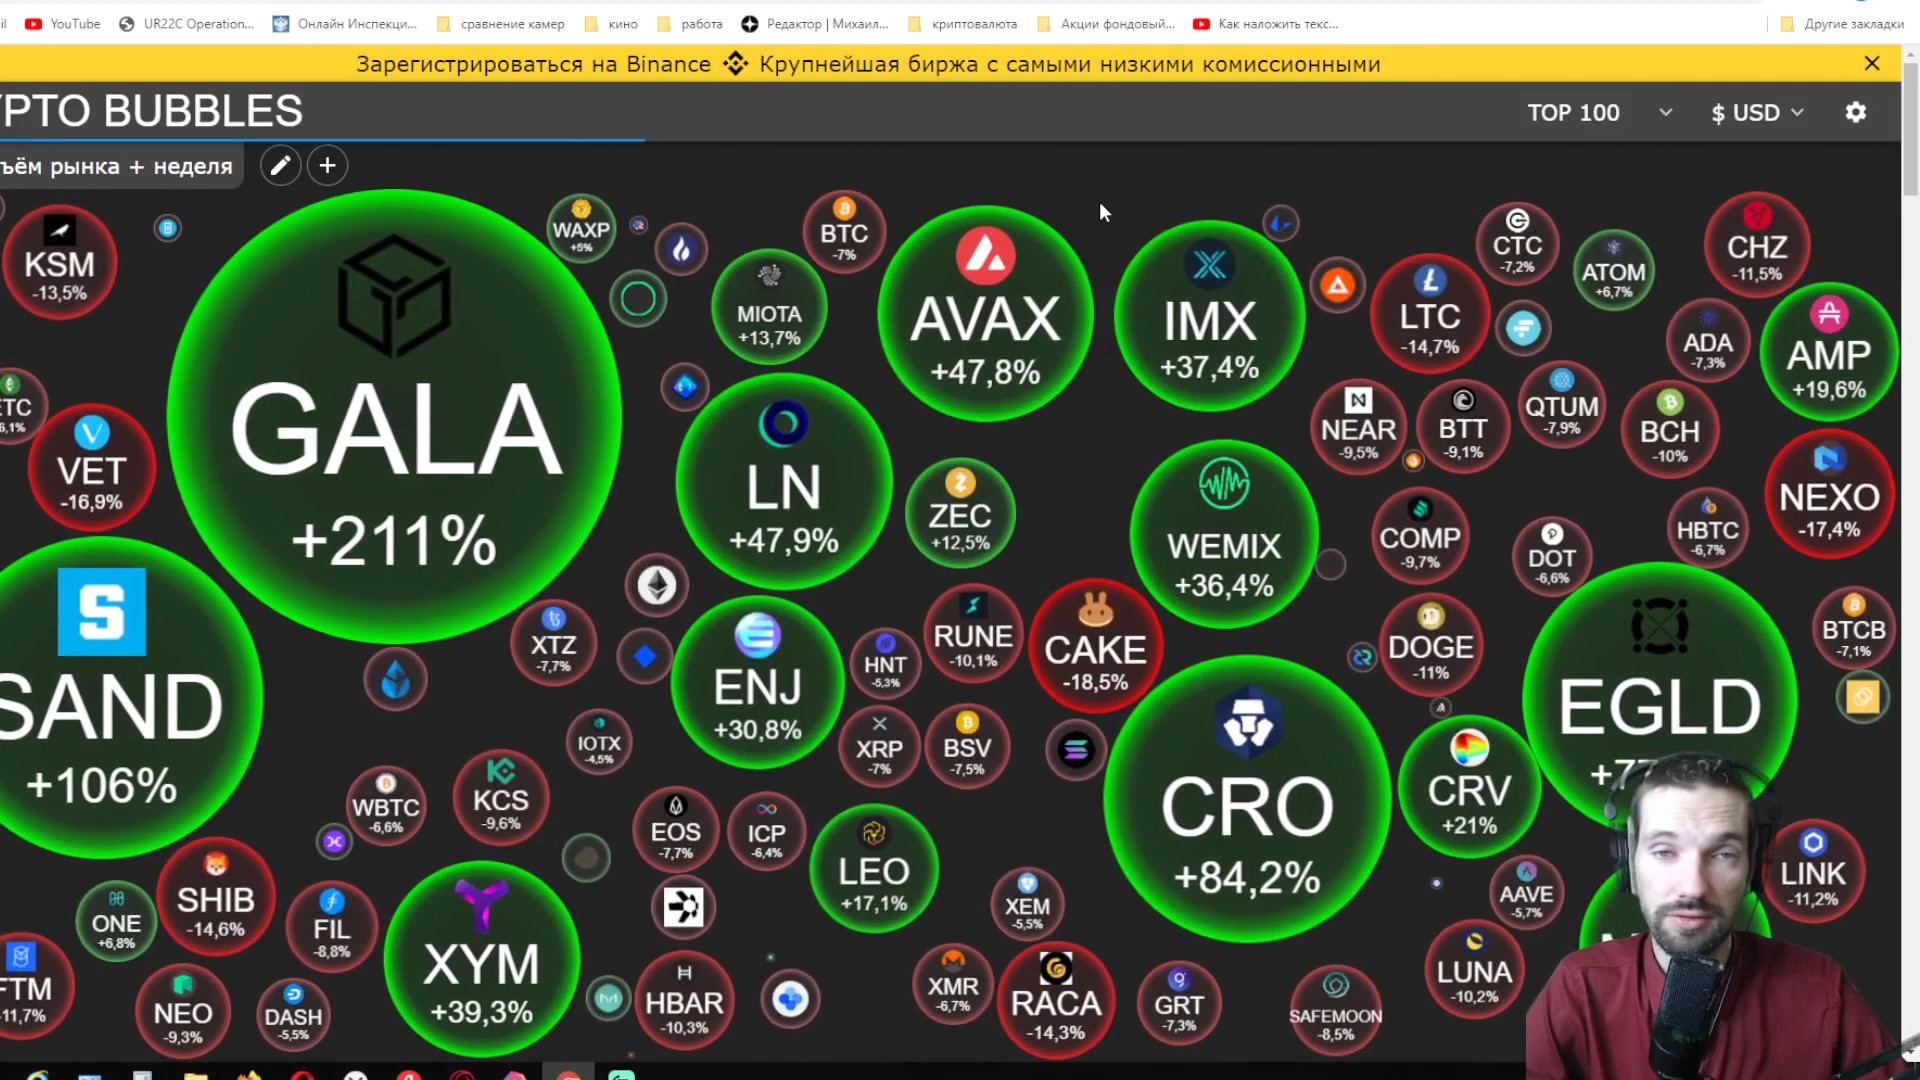 YouTube
UR22C Operation...
Онлайн Инспекци...
сравнение камер
кино
работа
Редактор | Михаил...
криптовалюта
Акции фондовый...
Как наложить текс...
Другие закладки
Зарегистрироваться на Binance
Крупнейшая биржа с самыми низкими комиссионными
YPTO BUBBLES
TOP 100
$ USD
ъём рынка + неделя
KSM
-13,5%
GALA
+211%
WAXP
+5%
BTC
-7%
MIOTA
+13,7%
AVAX
+47,8%
IMX
+37,4%
LTC
-14,7%
CTC
-7,2%
ATOM
+6,7%
CHZ
-11,5%
ADA
-7,3%
AMP
+19,6%
ETC
6,1%
VET
-16,9%
LN
+47,9%
ZEC
+12,5%
WEMIX
+36,4%
NEAR
-9,5%
BTT
-9,1%
QTUM
-7,9%
BCH
-10%
NEXO
-17,4%
COMP
-9,7%
DOT
-6,6%
HBTC
-6,7%
S
SAND
+106%
XTZ
-7,7%
ENJ
+30,8%
HNT
-5,3%
RUNE
-10,1%
CAKE
-18,5%
DOGE
-11%
EGLD
BTCB
-7,1%
IOTX
-4,5%
XRP
-7%
BSV
-7,5%
CRO
+84,2%
CRV
+21%
WBTC
-6,6%
KCS
-9,6%
EOS
-7,7%
ICP
-6,4%
LEO
+17,1%
LINK
-11,2%
ONE
+6,8%
SHIB
-14,6%
FIL
-8,8%
XYM
+39,3%
XEM
-5,5%
AAVE
-5,7%
FTM
11,7%
NEO
-9,3%
DASH
-5,5%
HBAR
-10,3%
XMR
-6,7%
RACA
-14,3%
GRT
-7,3%
SAFEMOON
-8,5%
LUNA
-10,2%